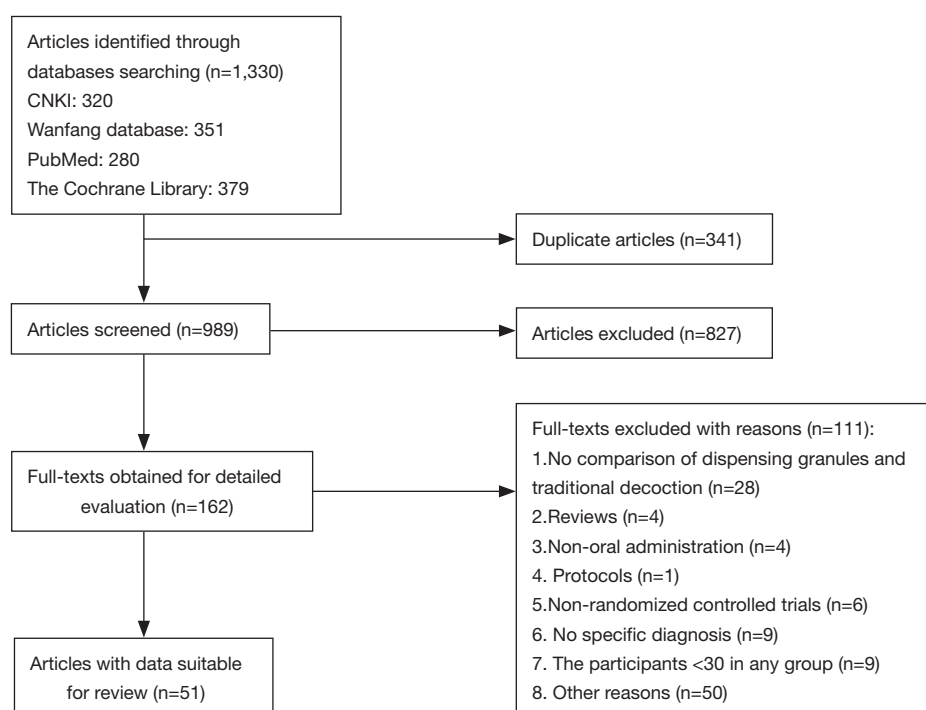 Articles identified through
databases searching (n=1,330)
CNKI: 320
Wanfang database: 351
PubMed: 280
The Cochrane Library: 379
Duplicate articles (n=341)
Articles screened (n=989)
Articles excluded (n=827)
Full-texts obtained for detailed
evaluation (n=162)
Full-texts excluded with reasons (n=111):
1.No comparison of dispensing granules and
traditional decoction (n=28)
2.Reviews (n=4)
3.Non-oral administration (n=4)
4. Protocols (n=1)
5.Non-randomized controlled trials (n=6)
6. No specific diagnosis (n=9)
7. The participants <30 in any group (n=9)
8. Other reasons (n=50)
Articles with data suitable
for review (n=51)